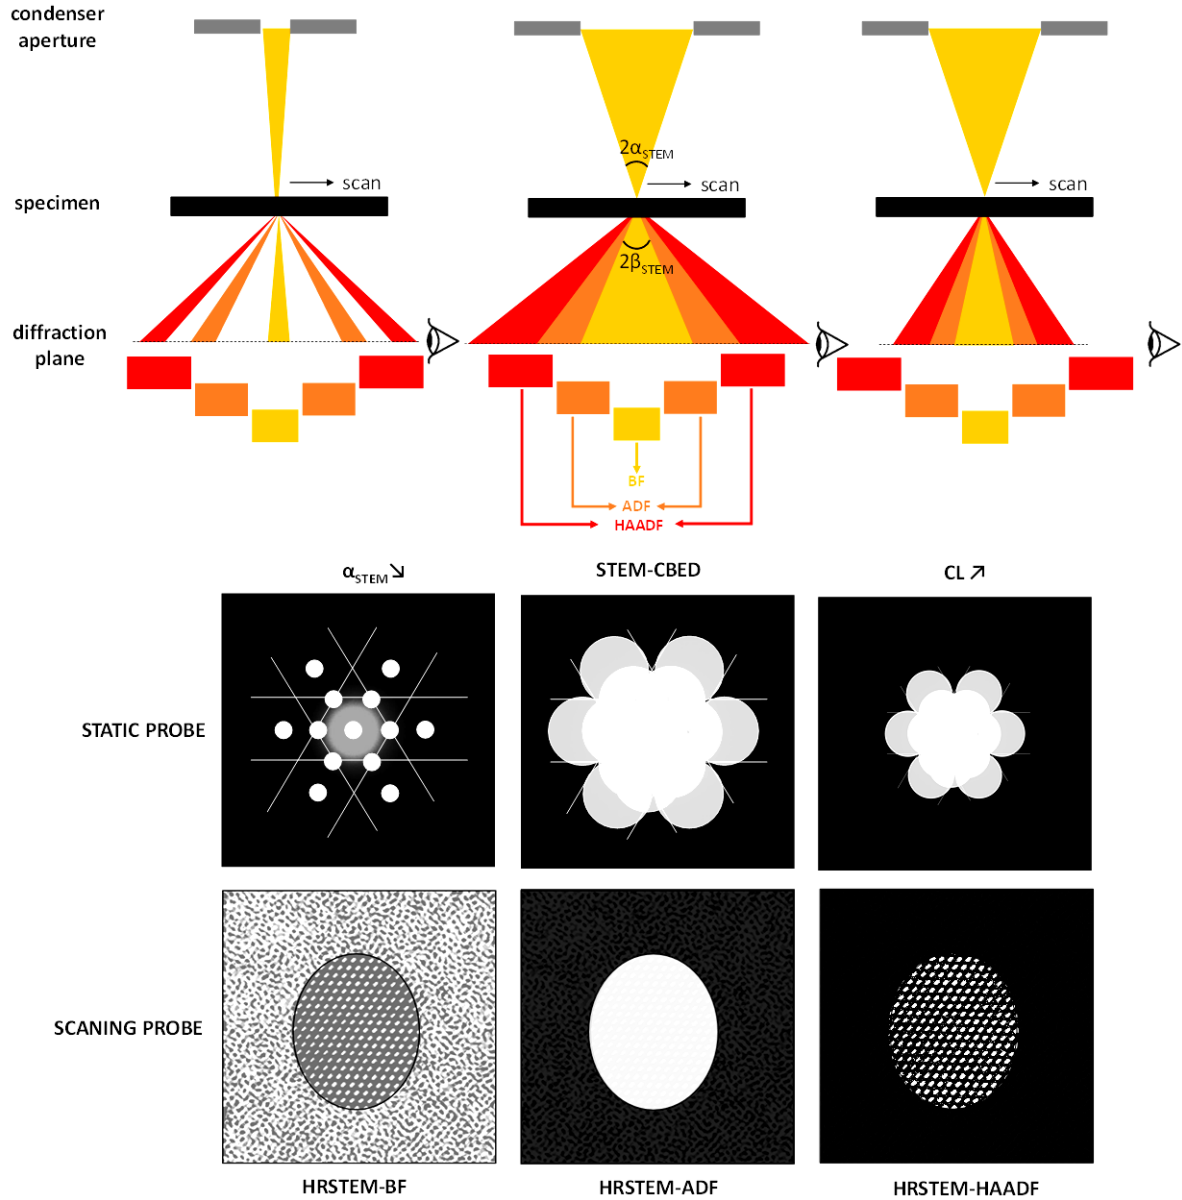 condenser
aperture
2α_STEM
scan
scan
scan
specimen
2β_STEM
diffraction
plane
BF
ADF
HAADF
α_STEM ↘
STEM-CBED
CL ↗
STATIC PROBE
SCANING PROBE
HRSTEM-BF
HRSTEM-ADF
HRSTEM-HAADF